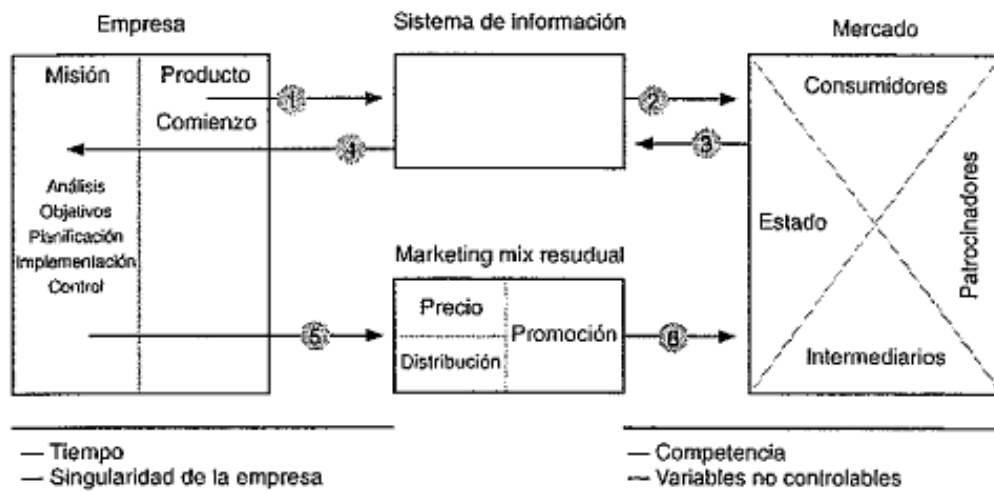 Empresa
Sistema de información
Mercado
Misión
Producto
Comienzo
1
2
3
4
Análisis
Objetivos
Planificación
Implementación
Control
Consumidores
Estado
Patrocinadores
Intermediarios
Marketing mix resudual
Precio
Distribución
Promoción
5
6
— Tiempo
— Singularidad de la empresa
— Competencia
— Variables no controlables